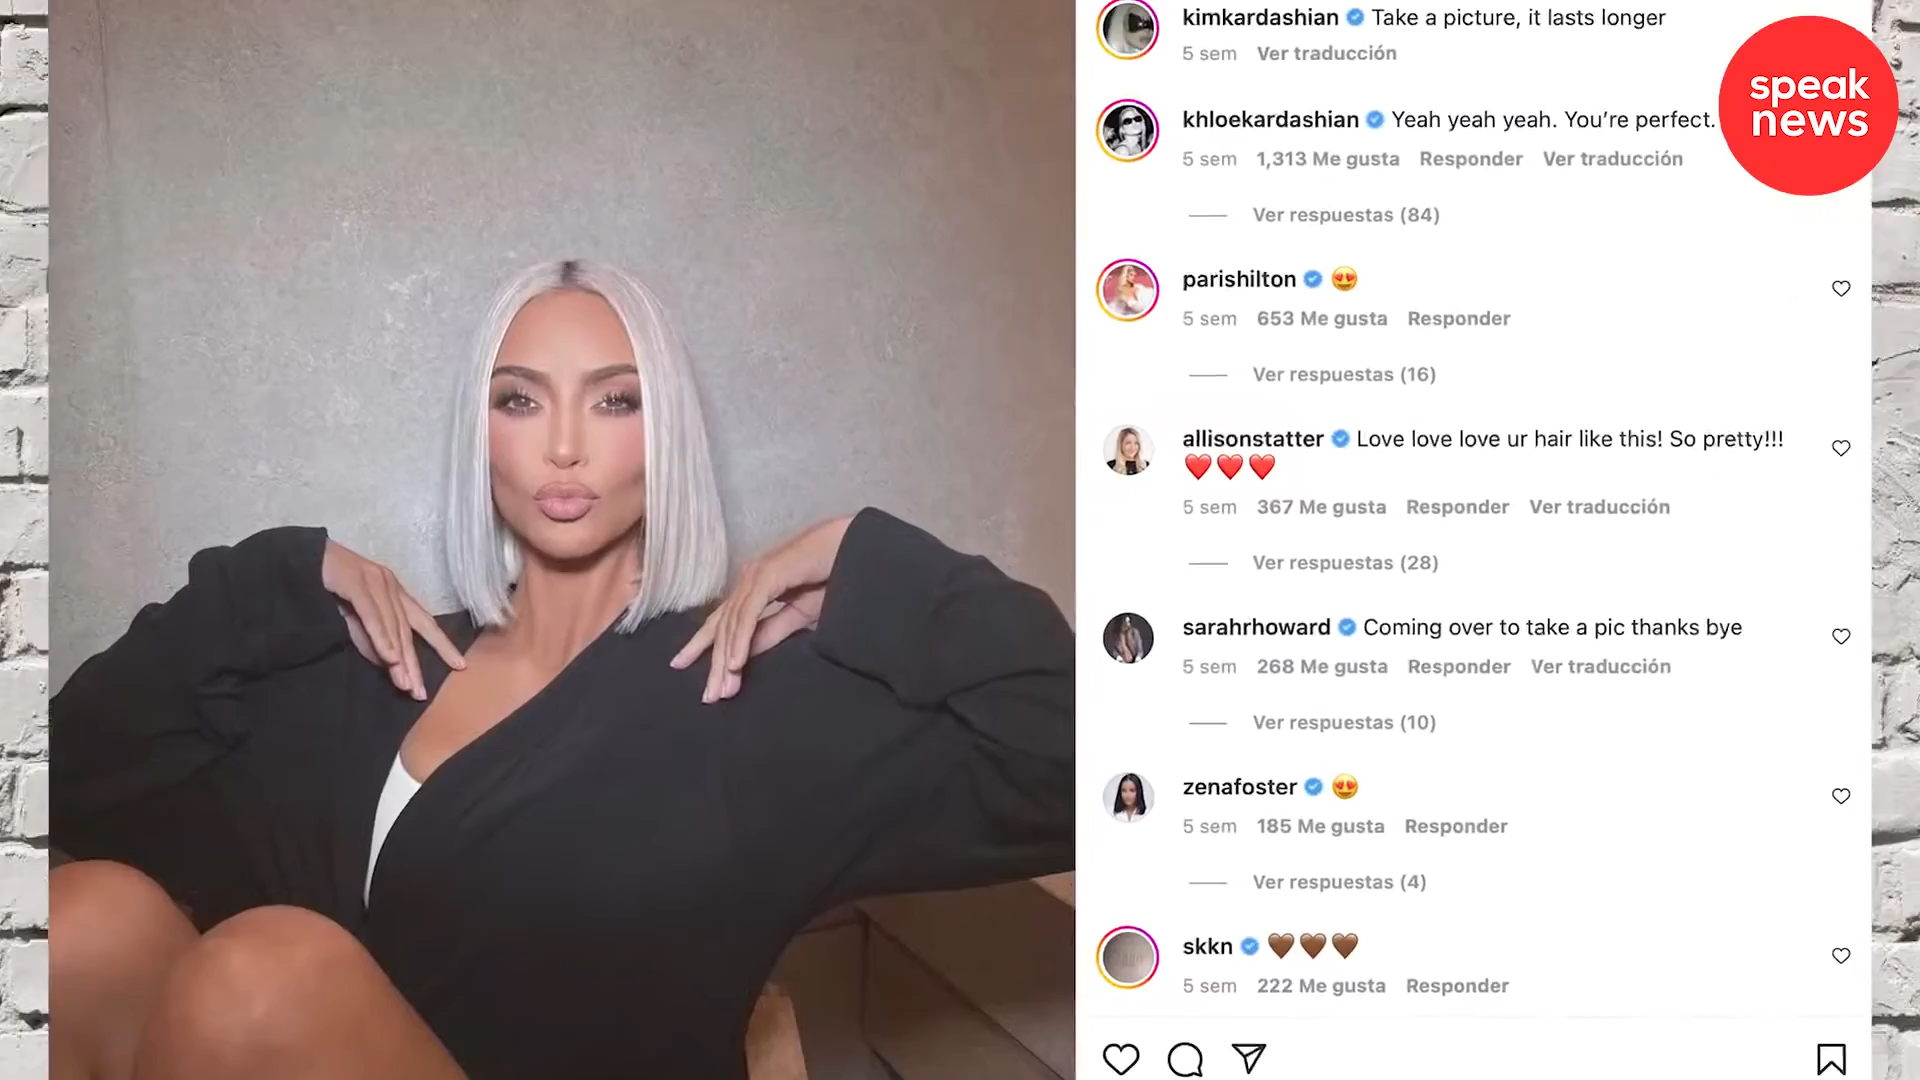 kimkardashian Take a picture, it lasts longer
5 sem Ver traducción
khloekardashian Yeah yeah yeah. You’re perfect.
5 sem 1,313 Me gusta Responder Ver traducción
Ver respuestas (84)
parishilton 😍
5 sem 653 Me gusta Responder
Ver respuestas (16)
allisonstatter Love love love ur hair like this! So pretty!!!
❤️❤️❤️
5 sem 367 Me gusta Responder Ver traducción
Ver respuestas (28)
sarahrhoward Coming over to take a pic thanks bye
5 sem 268 Me gusta Responder Ver traducción
Ver respuestas (10)
zenafoster 😍
5 sem 185 Me gusta Responder
Ver respuestas (4)
skkn 🤎🤎🤎
5 sem 222 Me gusta Responder
speak
news